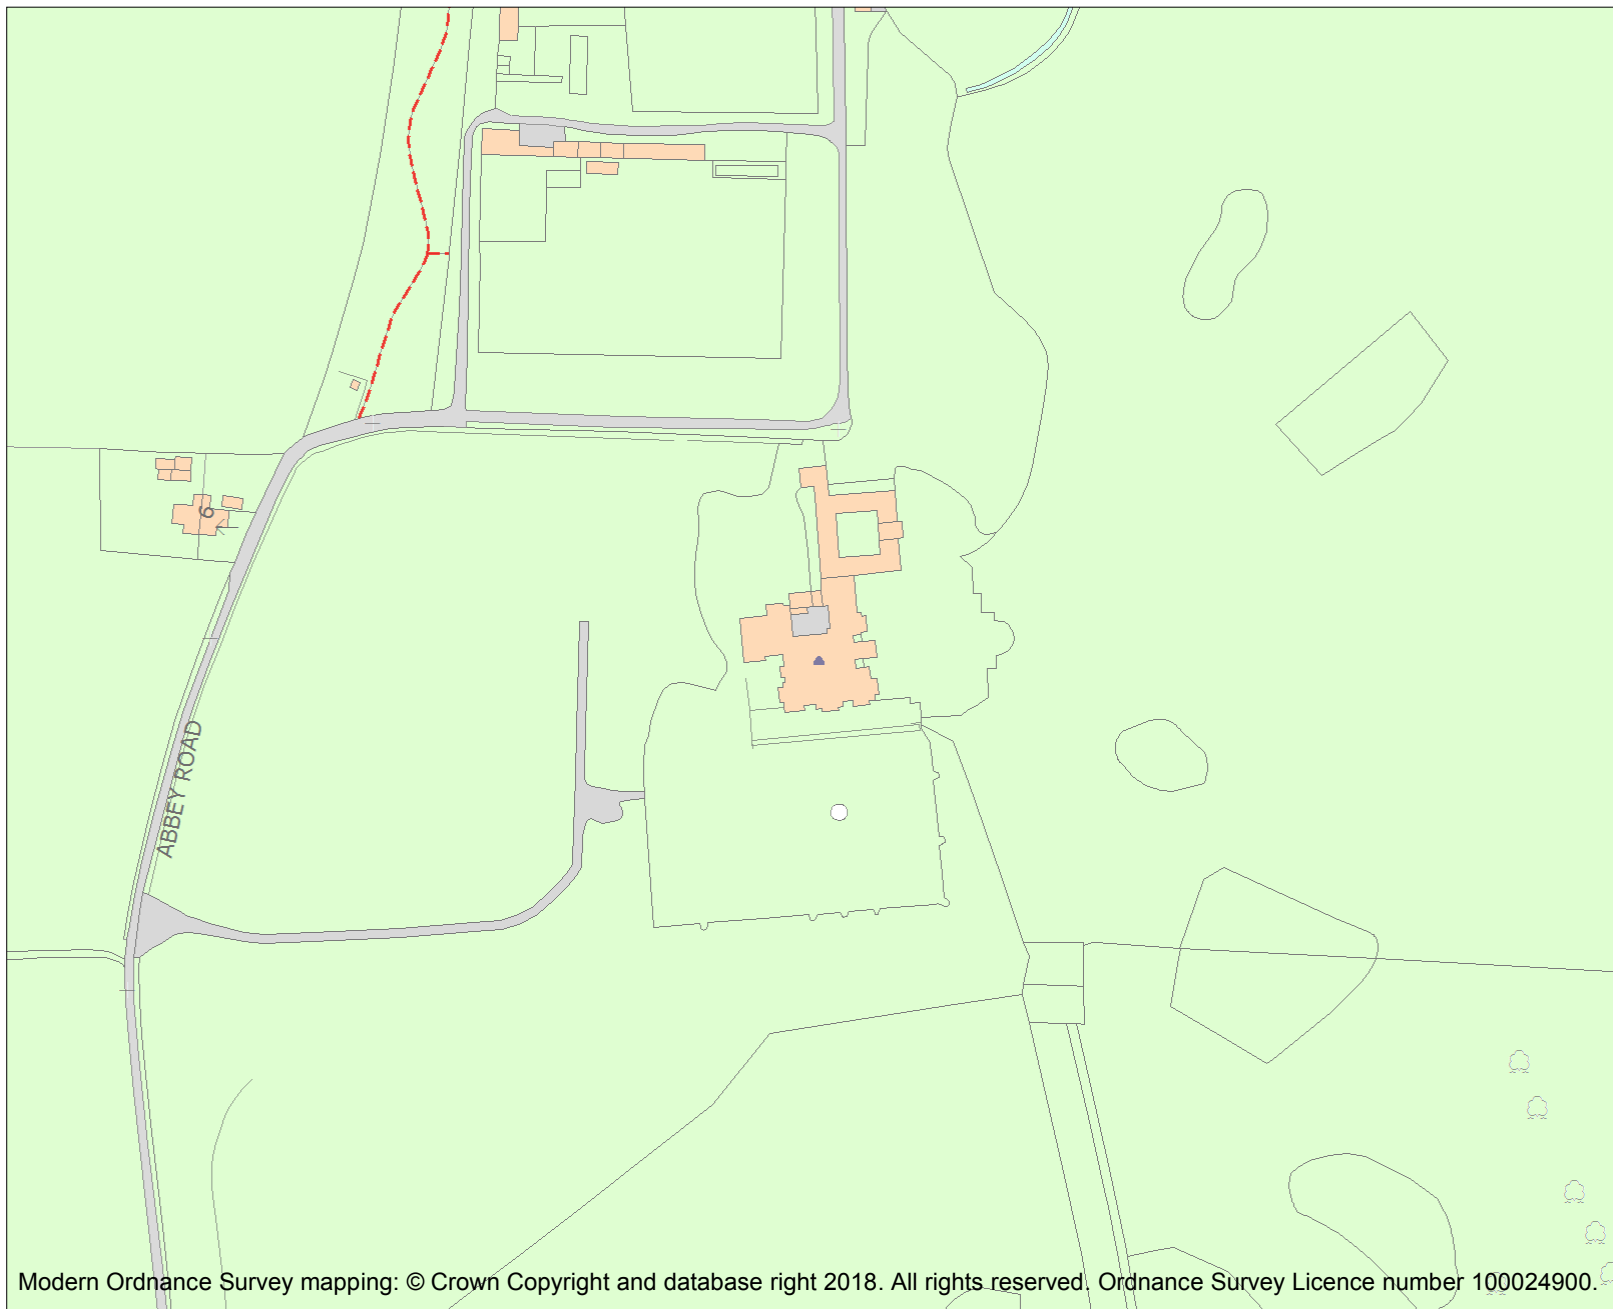 6
ABBEY ROAD
Modern Ordnance Survey mapping: © Crown Copyright and database right 2018. All rights reserved. Ordnance Survey Licence number 100024900.